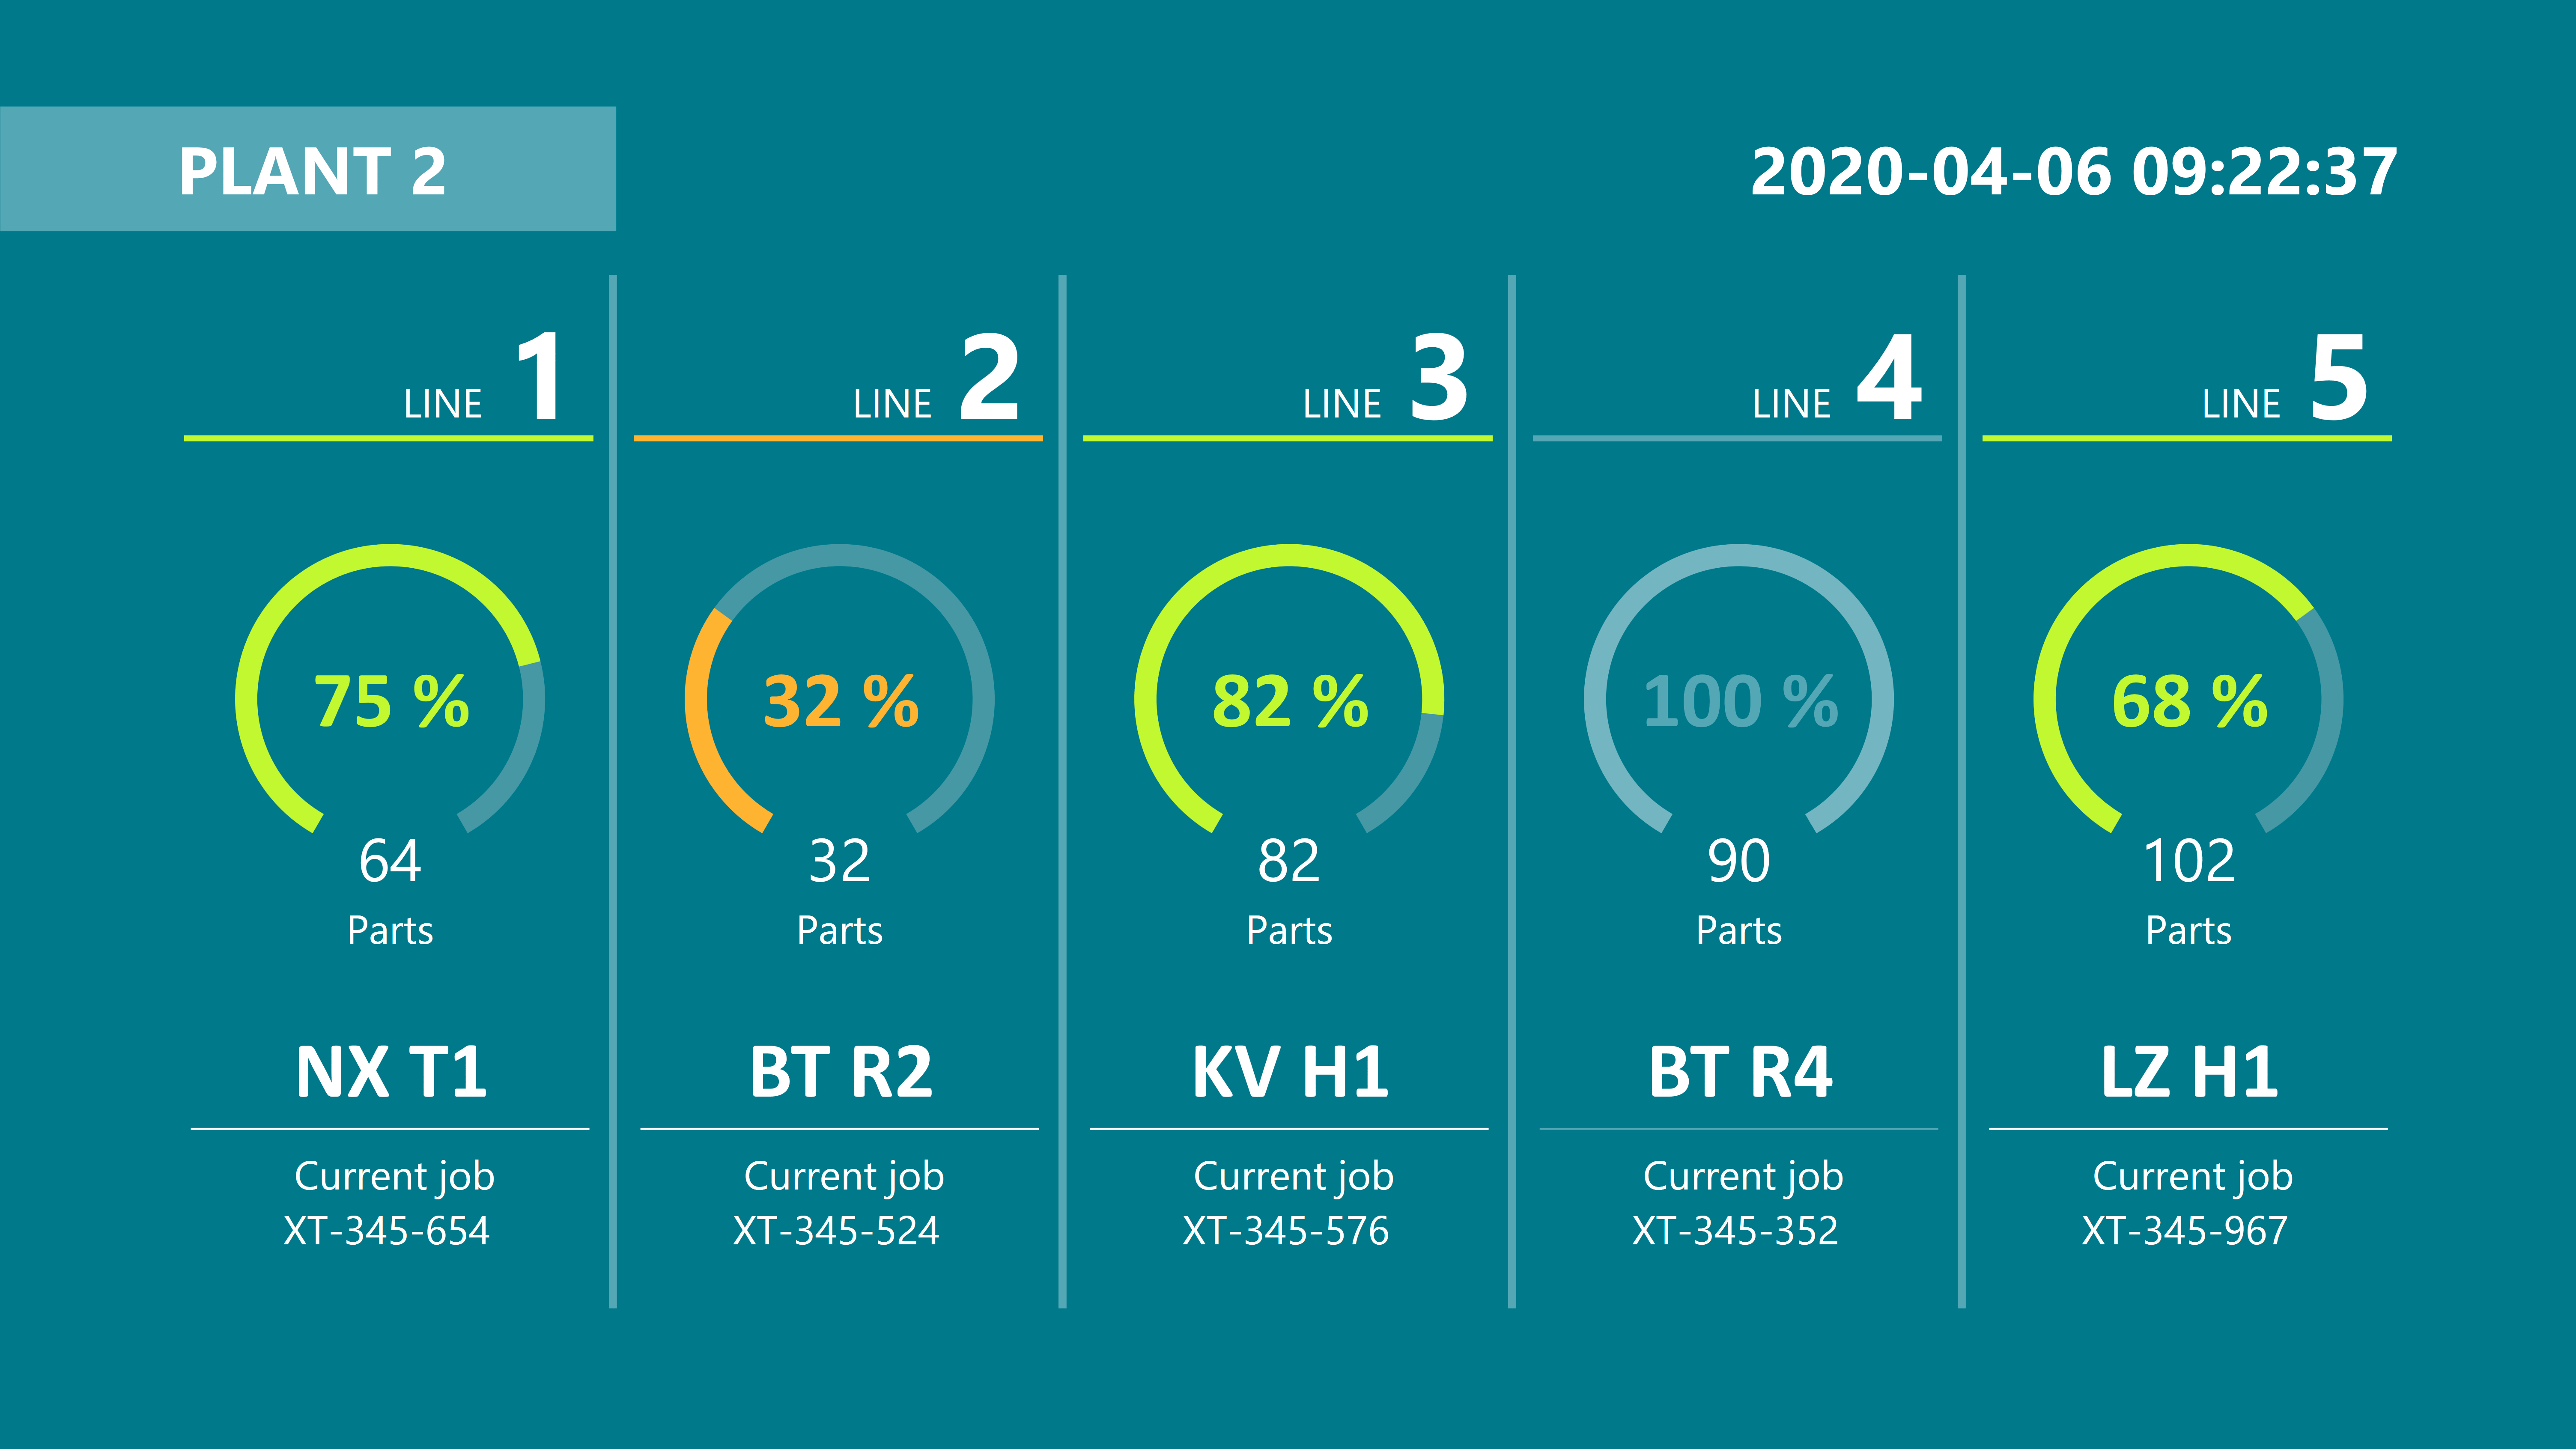 PLANT 2
2020-04-06 09:22:37
LINE 1
75 %
64
Parts
NX T1
Current job
XT-345-654
LINE 2
32 %
32
Parts
BT R2
Current job
XT-345-524
LINE 3
82 %
82
Parts
KV H1
Current job
XT-345-576
LINE 4
100 %
90
Parts
BT R4
Current job
XT-345-352
LINE 5
68 %
102
Parts
LZ H1
Current job
XT-345-967